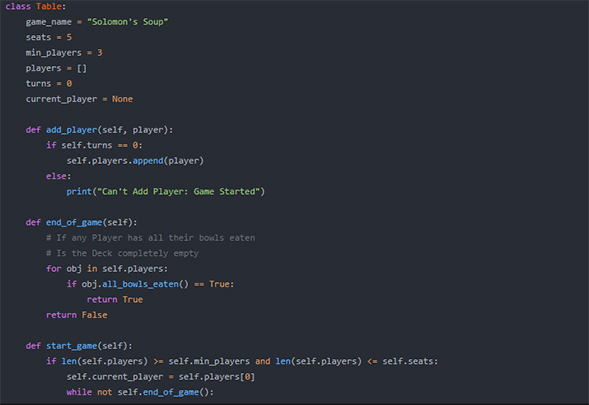 class Table:
    game_name = "Solomon's Soup"
    seats = 5
    min_players = 3
    players = []
    turns = 0
    current_player = None

    def add_player(self, player):
        if self.turns == 0:
            self.players.append(player)
        else:
            print("Can't Add Player: Game Started")

    def end_of_game(self):
        # If any Player has all their bowls eaten
        # Is the Deck completely empty
        for obj in self.players:
            if obj.all_bowls_eaten() == True:
                return True
        return False

    def start_game(self):
        if len(self.players) >= self.min_players and len(self.players) <= self.seats:
            self.current_player = self.players[0]
            while not self.end_of_game():